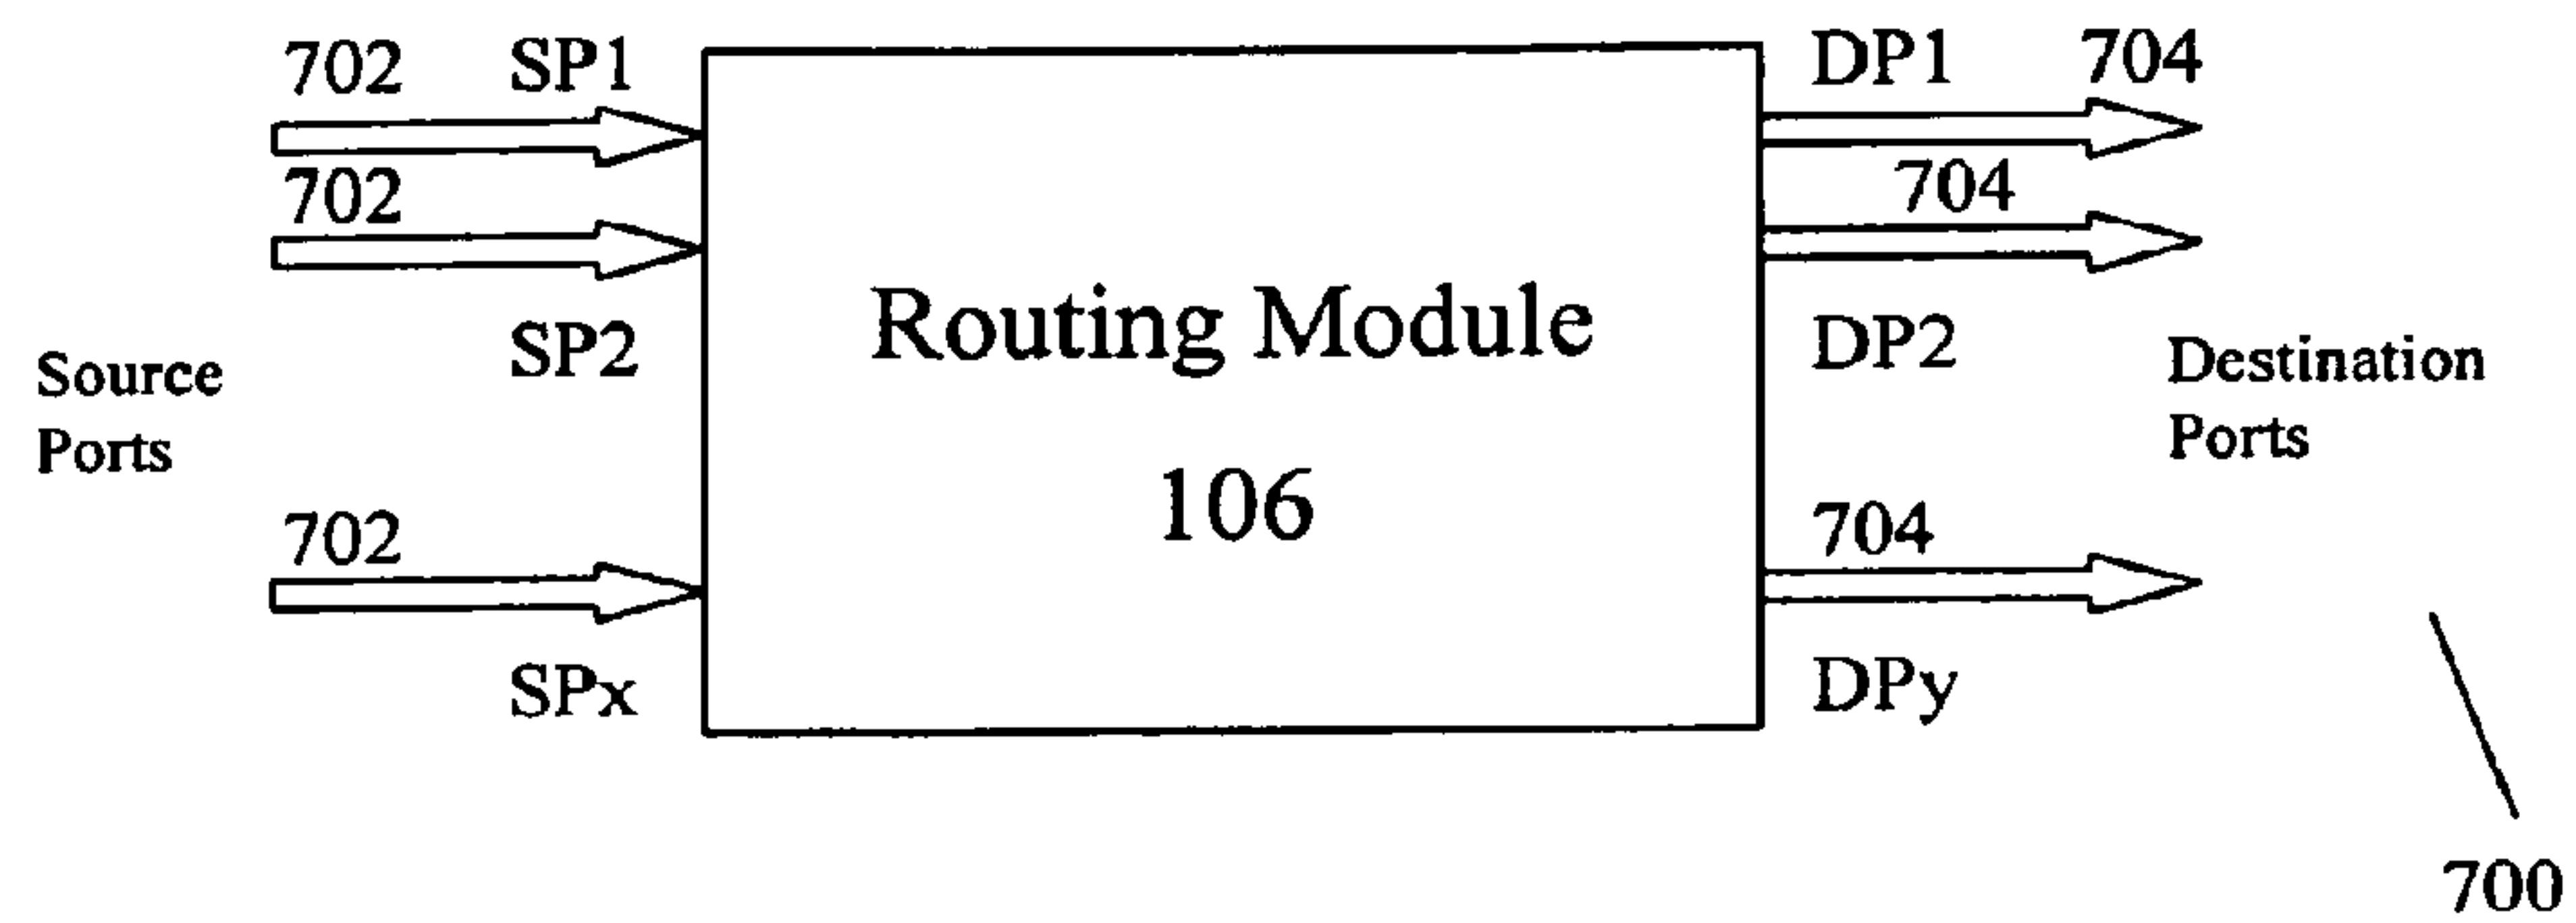 702 SP1
DP1 704
702
704
SP2
DP2
Source
Ports
Routing Module
106
Destination
Ports
702
704
SPx
DPy
700